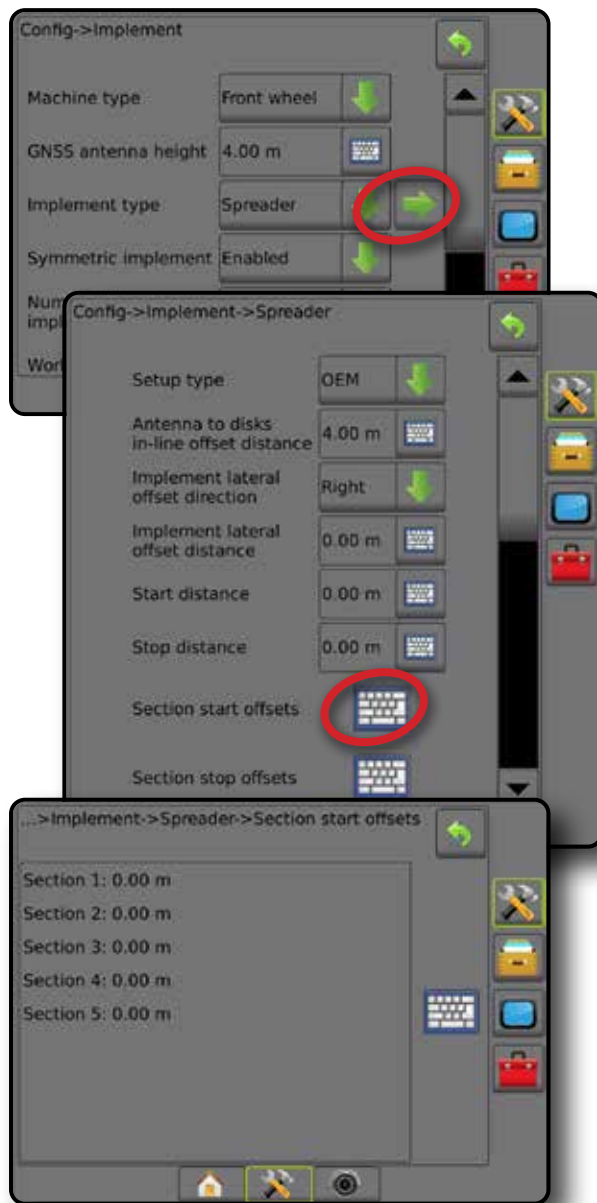 Config->Implement
Machine type Front wheel
GNSS antenna height 4.00 m
Implement type Spreader
Symmetric implement Enabled
Num
impl
Wor
Config->Implement->Spreader
Setup type OEM
Antenna to disks
in-line offset distance 4.00 m
Implement lateral
offset direction Right
Implement lateral
offset distance 0.00 m
Start distance 0.00 m
Stop distance 0.00 m
Section start offsets
Section stop offsets
...>Implement->Spreader->Section start offsets
Section 1: 0.00 m
Section 2: 0.00 m
Section 3: 0.00 m
Section 4: 0.00 m
Section 5: 0.00 m